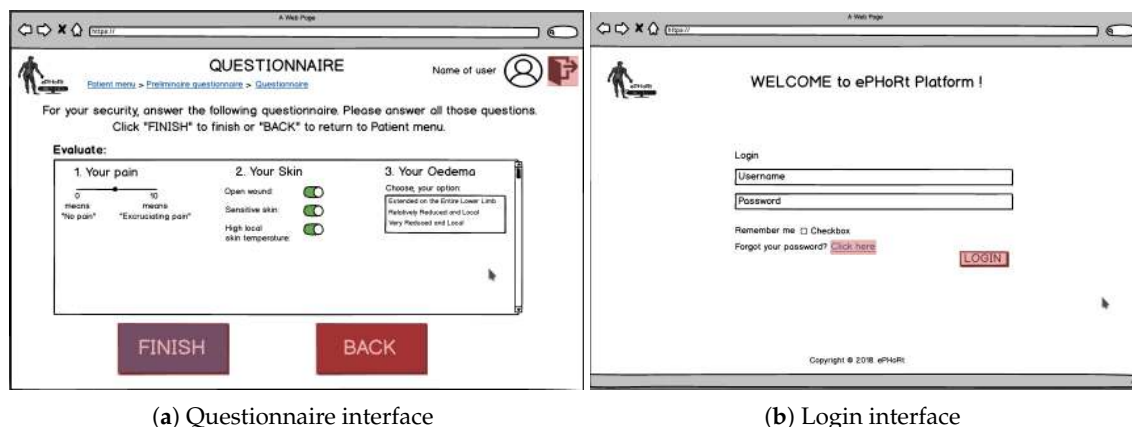 A Web Page
https://
QUESTIONNAIRE
Name of user
ePHoRt
Patient menu > Preliminaire questionnaire > Questionnaire
For your security, answer the following questionnaire. Please answer all those questions.
Click "FINISH" to finish or "BACK" to return to Patient menu.
Evaluate:
1. Your pain
0
10
means
"No pain"
means
"Excruciating pain"
2. Your Skin
Open wound:
Sensitive skin:
High local
skin temperature:
3. Your Oedema
Choose, your option:
Extended on the Entire Lower Limb
Relatively Reduced and Local
Very Reduced and Local
FINISH
BACK
(a) Questionnaire interface
A Web Page
https://
ePHoRt
WELCOME to ePHoRt Platform !
Login
Username
Password
Remember me Checkbox
Forgot your password? Click here
LOGIN
Copyright © 2018. ePHoRt
(b) Login interface